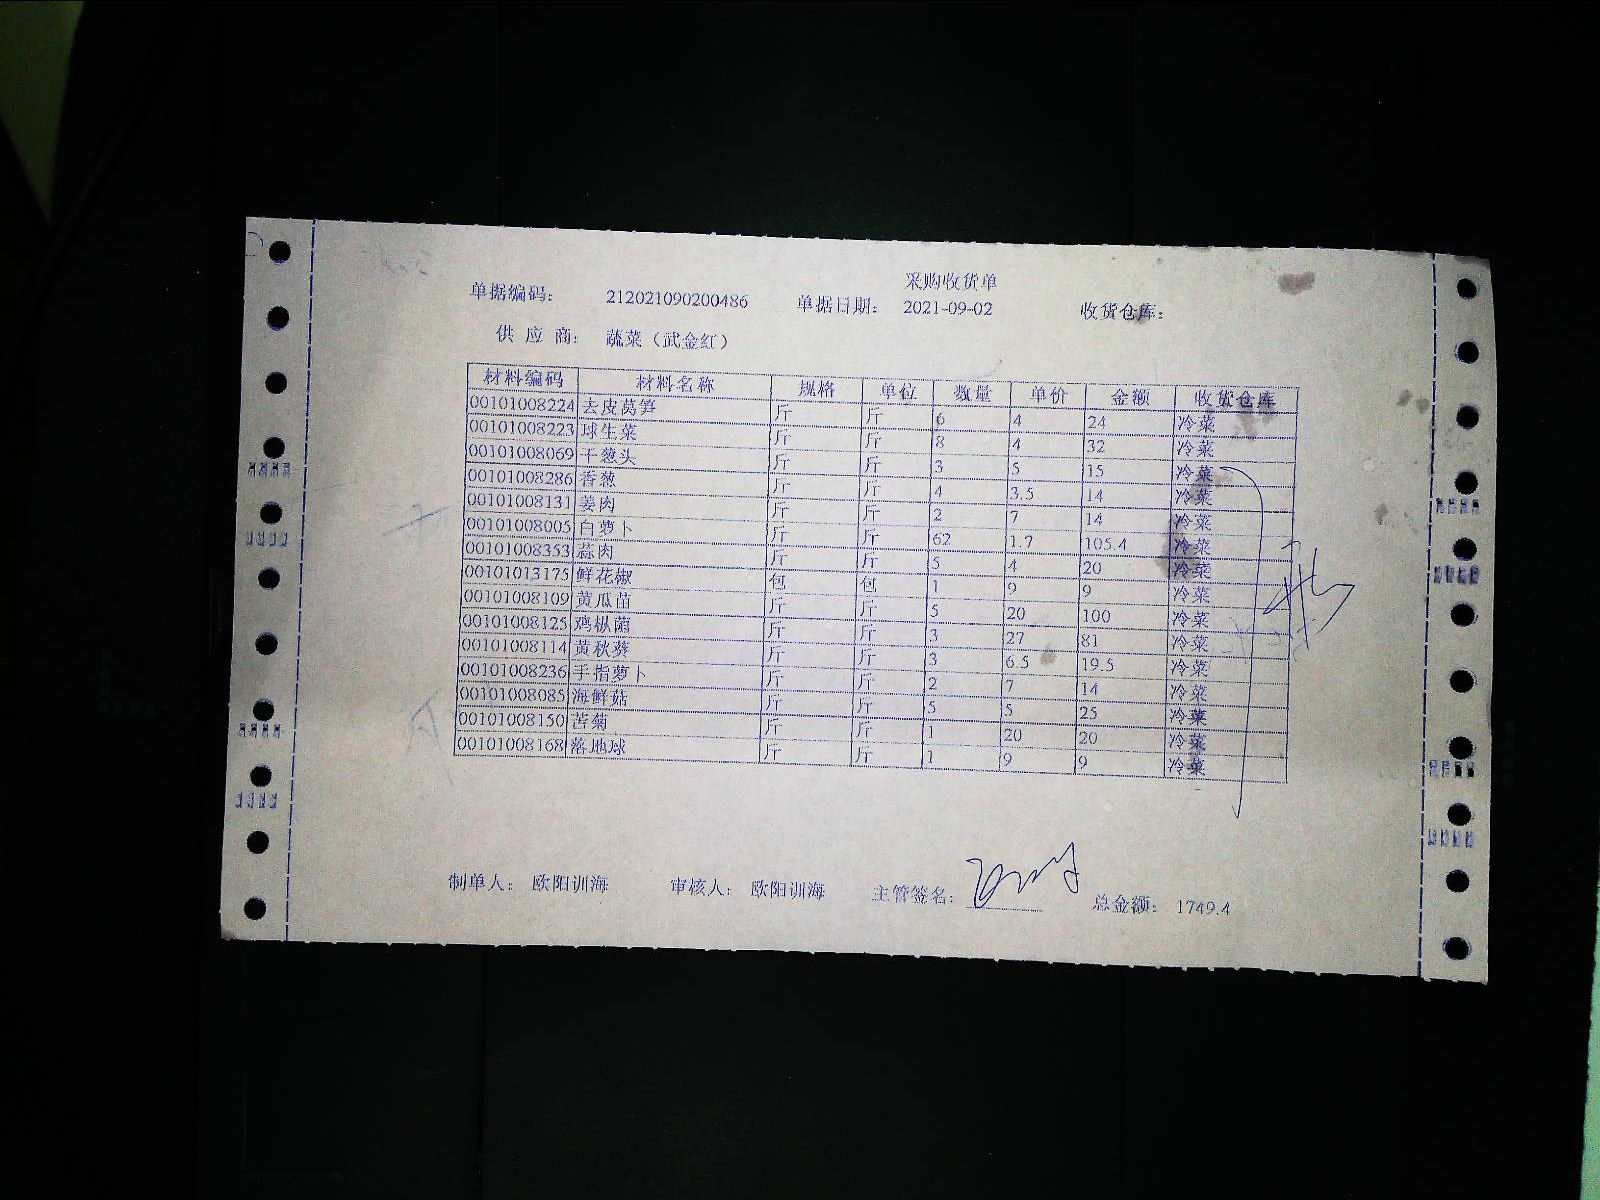 采购收货单
单据编码： 212021090200486 单据日期： 2021-09-02 收货仓库：
供 应 商： 蔬菜（武金红）
材料编码 材料名称 规格 单位 数量 单价 金额 收货仓库
00101008224 去皮莴笋 斤 斤 6 4 24 冷菜
00101008223 球生菜 斤 斤 8 4 32 冷菜
00101008069 干葱头 斤 斤 3 5 15 冷菜
00101008286 香葱 斤 斤 4 3.5 14 冷菜
00101008131 姜肉 斤 斤 2 7 14 冷菜
00101008005 白萝卜 斤 斤 62 1.7 105.4 冷菜
00101008353 蒜肉 斤 斤 5 4 20 冷菜
00101013175 鲜花椒 包 包 1 9 9 冷菜
00101008109 黄瓜苗 斤 斤 5 20 100 冷菜
00101008125 鸡枞菌 斤 斤 3 27 81 冷菜
00101008114 黄秋葵 斤 斤 3 6.5 19.5 冷菜
00101008236 手指萝卜 斤 斤 2 7 14 冷菜
00101008085 海鲜菇 斤 斤 5 5 25 冷菜
00101008150 苦菊 斤 斤 1 20 20 冷菜
00101008168 落地球 斤 斤 1 9 9 冷菜
制单人： 欧阳训海 审核人： 欧阳训海 主管签名： 总金额： 1749.4